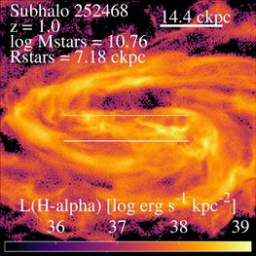 Subhalo 252468
14.4 ckpc
z = 1.0
log Mstars = 10.76
Rstars = 7.18 ckpc
L(H-alpha) [log erg s⁻¹ kpc⁻²]
36 37 38 39